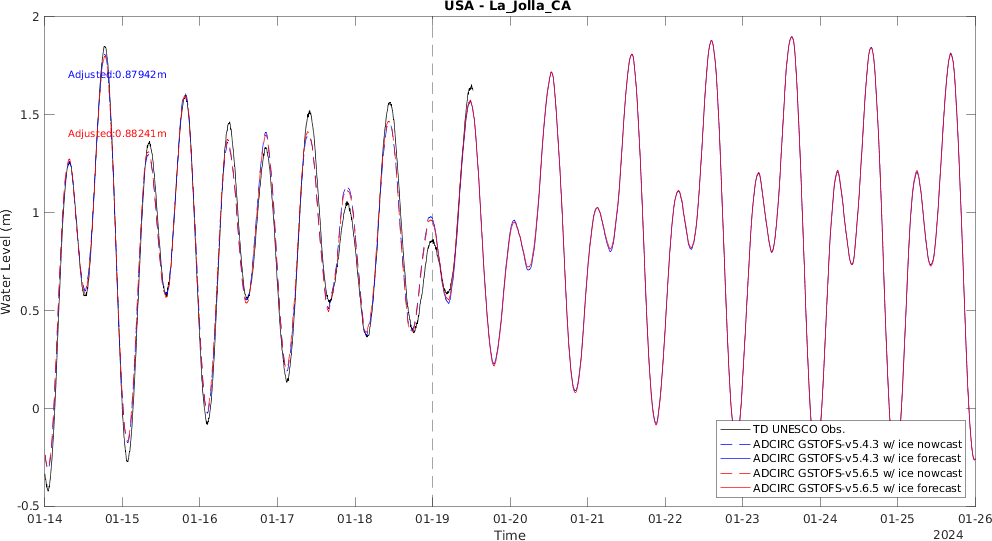 USA - La_Jolla_CA
2
Adjusted:0.87942m
1.5
Adjusted:0.88241m
1
Water Level (m)
0.5
0
TD UNESCO Obs.
ADCIRC GSTOFS-v5.4.3 w/ ice nowcast
ADCIRC GSTOFS-v5.4.3 w/ ice forecast
ADCIRC GSTOFS-v5.6.5 w/ ice nowcast
ADCIRC GSTOFS-v5.6.5 w/ ice forecast
-0.5
01-14 01-15 01-16 01-17 01-18 01-19 01-20 01-21 01-22 01-23 01-24 01-25 01-26
Time
2024